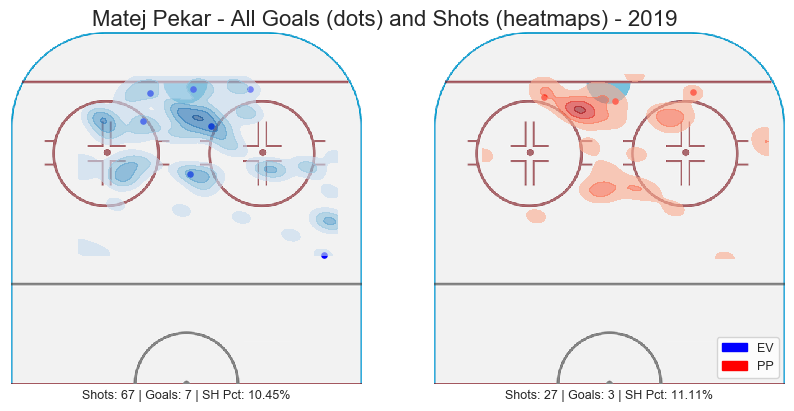 Matej Pekar - All Goals (dots) and Shots (heatmaps) - 2019
EV
PP
Shots: 67 | Goals: 7 | SH Pct: 10.45%
Shots: 27 | Goals: 3 | SH Pct: 11.11%